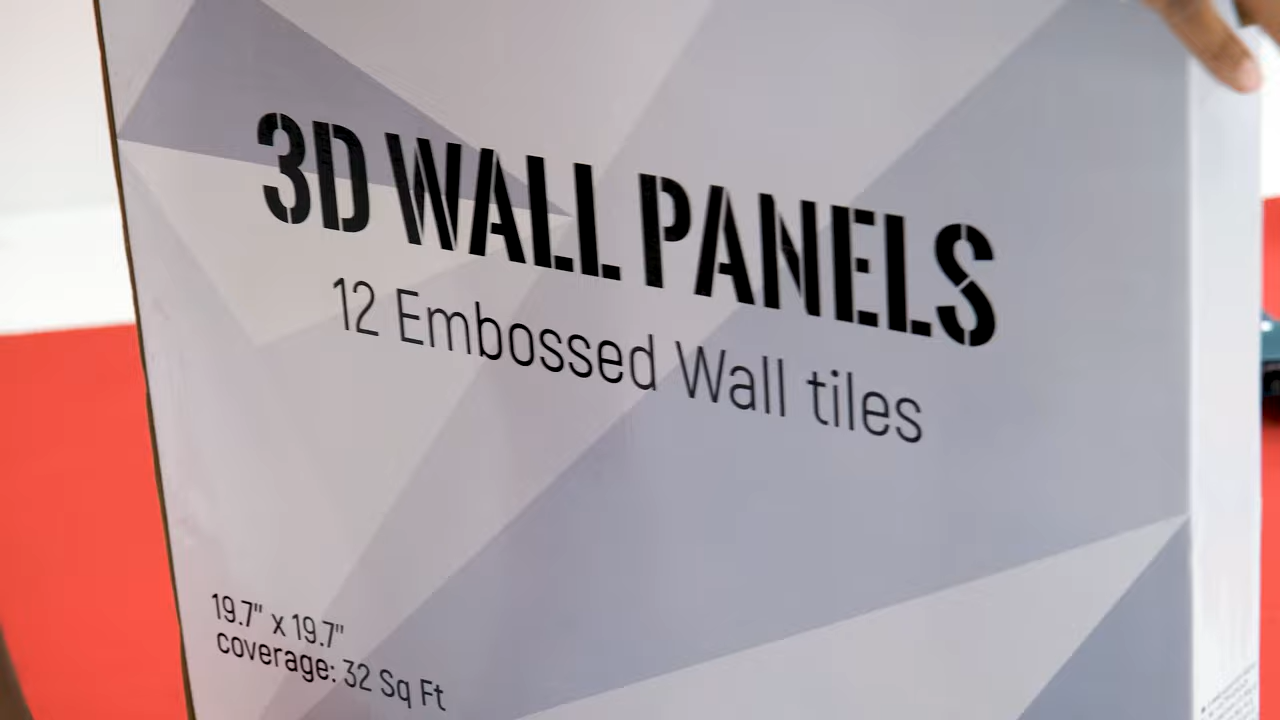 3D WALL PANELS
12 Embossed Wall tiles
19.7" x 19.7"
coverage: 32 Sq Ft